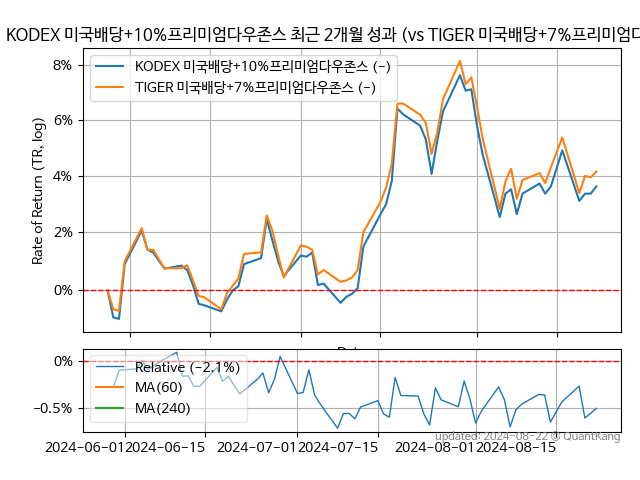 KODEX 미국배당+10%프리미엄다우존스 최근 2개월 성과 (vs TIGER 미국배당+7%프리미엄다
8%
6%
4%
2%
0%
Rate of Return (TR, log)
KODEX 미국배당+10%프리미엄다우존스 (-)
TIGER 미국배당+7%프리미엄다우존스 (-)
0%
−0.5%
Relative (-2.1%)
MA(60)
MA(240)
2024-06-01 2024-06-15 2024-07-01 2024-07-15 2024-08-01 2024-08-15
updated: 2024-08-22 © QuantKang